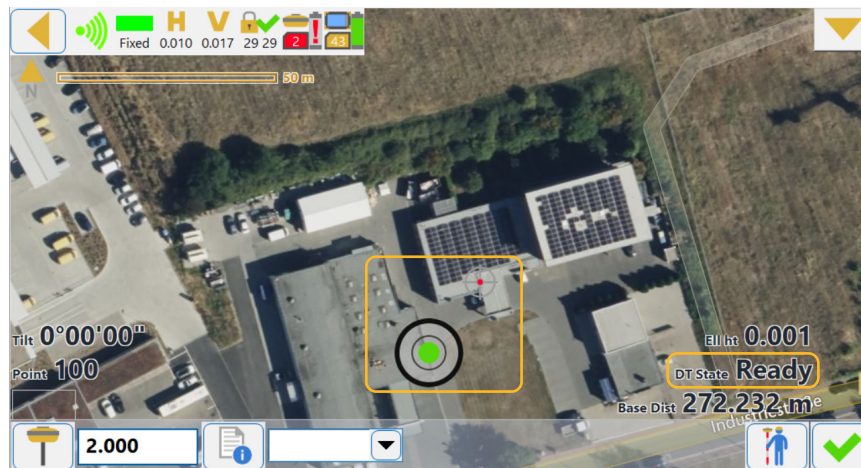 H V
Fixed 0.010 0.017 29 29 2 43
N
50 m
Tilt 0°00'00"
Ell ht 0.001
Point 100
DT State Ready
Base Dist 272.232 m
2.000